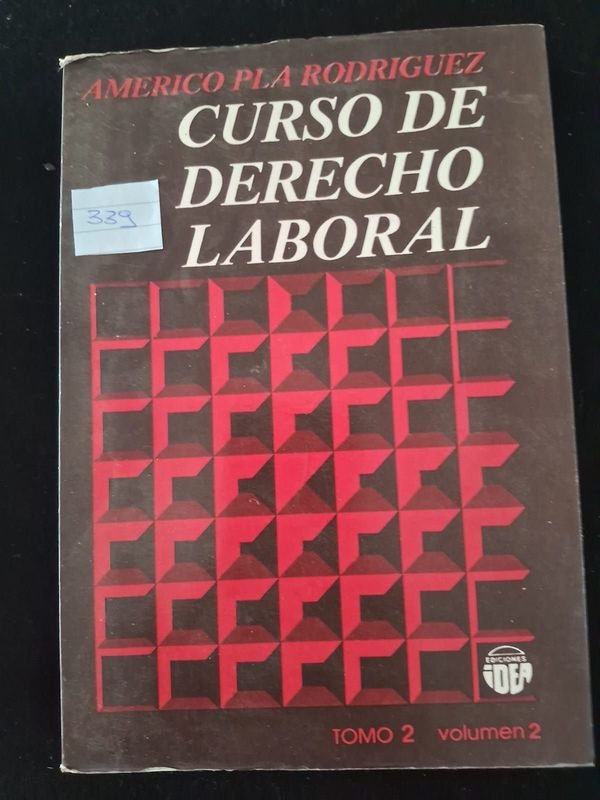 AMERICO PLA RODRIGUEZ
CURSO DE
DERECHO
LABORAL
339
EDICIONES
iDEA
TOMO 2 volumen 2